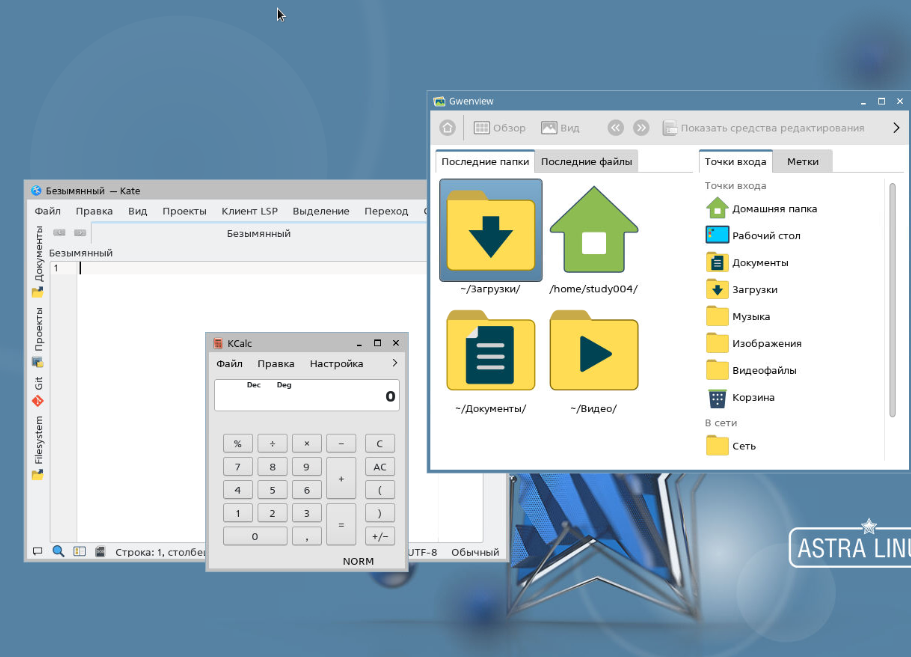 Gwenview
Обзор Вид Показать средства редактирования
Последние папки Последние файлы
~/Загрузки/ /home/study004/
~/Документы/ ~/Видео/
Точки входа Метки
Точки входа
Домашняя папка
Рабочий стол
Документы
Загрузки
Музыка
Изображения
Видеофайлы
Корзина
В сети
Сеть
Безымянный — Kate
Файл Правка Вид Проекты Клиент LSP Выделение Переход
Безымянный
Безымянный
1
Документы
Проекты
Git
Filesystem
Строка: 1, UTF-8 Обычный
KCalc
Файл Правка Настройка
Dec Deg
0
% ÷ × − C
7 8 9 + AC
4 5 6 (
1 2 3 = )
0 , +/−
NORM
ASTRA